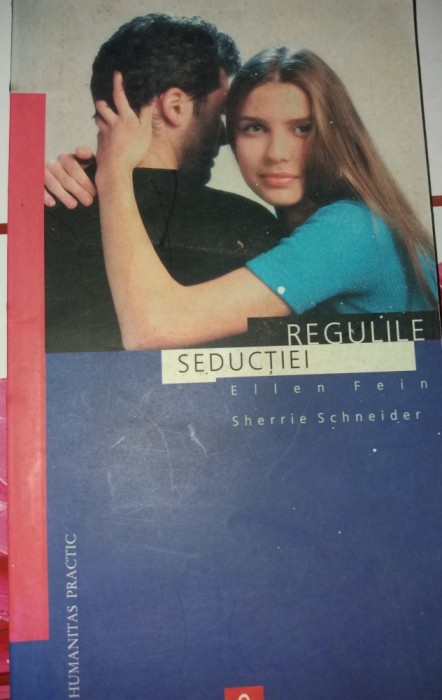 REGULILE
SEDUCȚIEI
Ellen Fein
Sherrie Schneider
HUMANITAS PRACTIC